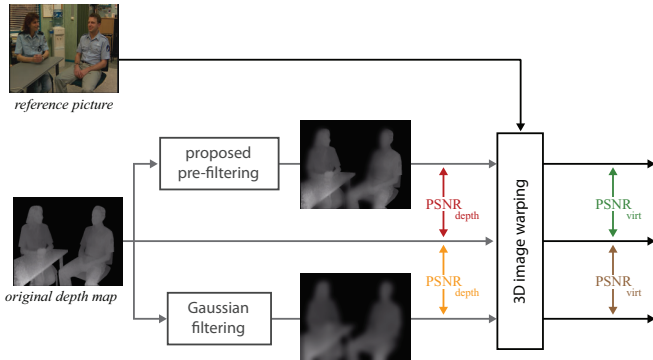 reference picture
proposed
pre-filtering
PSNR depth
PSNR virt
original depth map
PSNR depth
PSNR virt
Gaussian
filtering
3D image warping